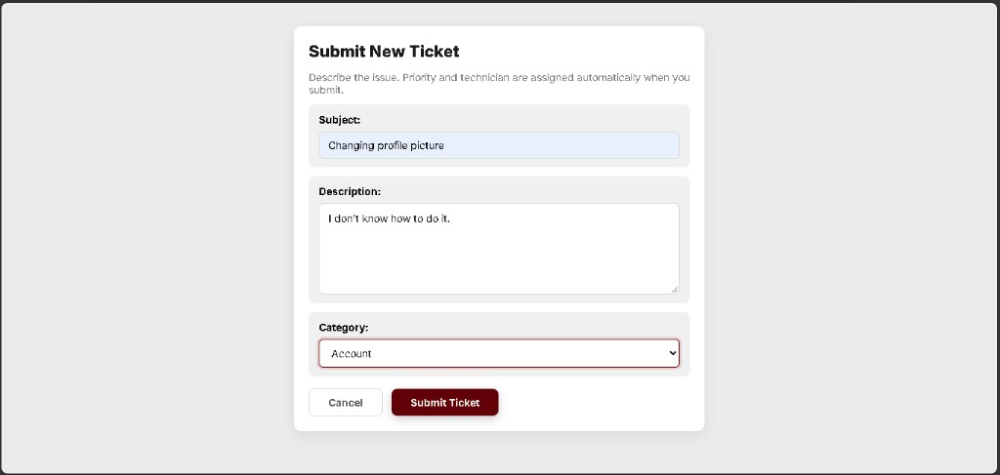 Submit New Ticket
Describe the issue. Priority and technician are assigned automatically when you
submit.
Subject:
Changing profile picture
Description:
I don't know how to do it.
Category:
Account
Cancel
Submit Ticket